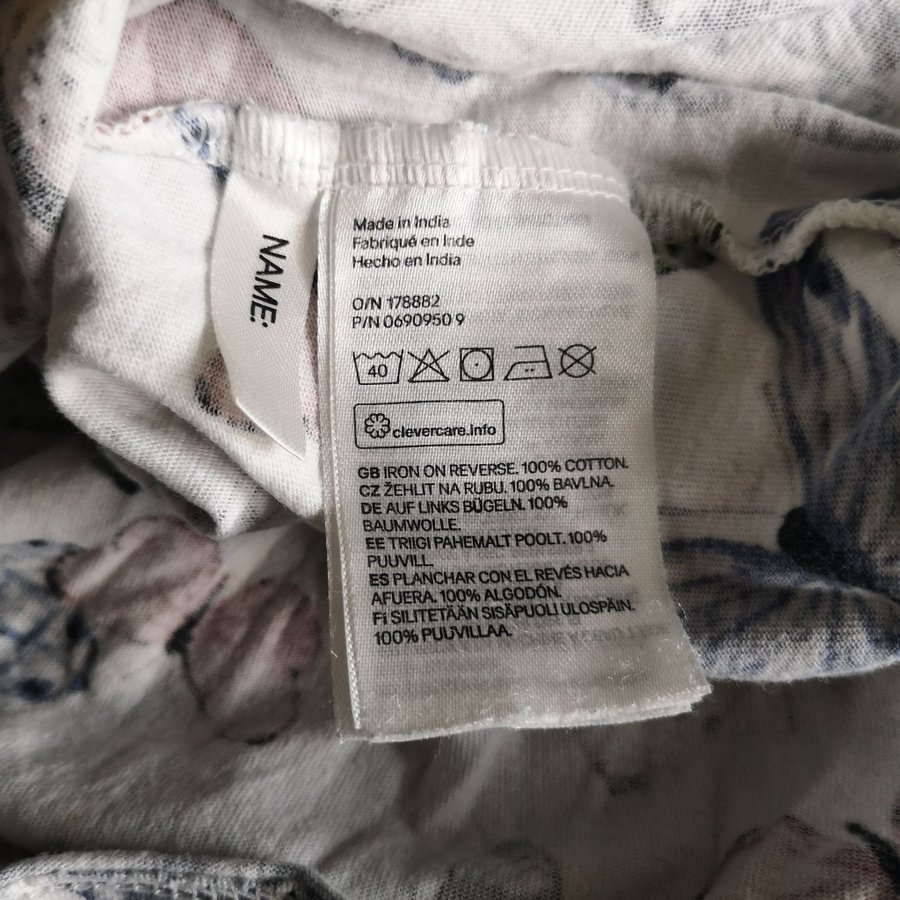 NAME:
Made in India
Fabriqué en Inde
Hecho en India
O/N 178882
P/N 0690950 9
40
clevercare.info
GB IRON ON REVERSE. 100% COTTON.
CZ ŽEHLIT NA RUBU. 100% BAVLNA.
DE AUF LINKS BÜGELN. 100%
BAUMWOLLE.
EE TRIIGI PAHEMALT POOLT. 100%
PUUVILL.
ES PLANCHAR CON EL REVÉS HACIA
AFUERA. 100% ALGODÓN.
FI SILITETÄÄN SISÄPUOLI ULOSPÄIN.
100% PUUVILLAA.